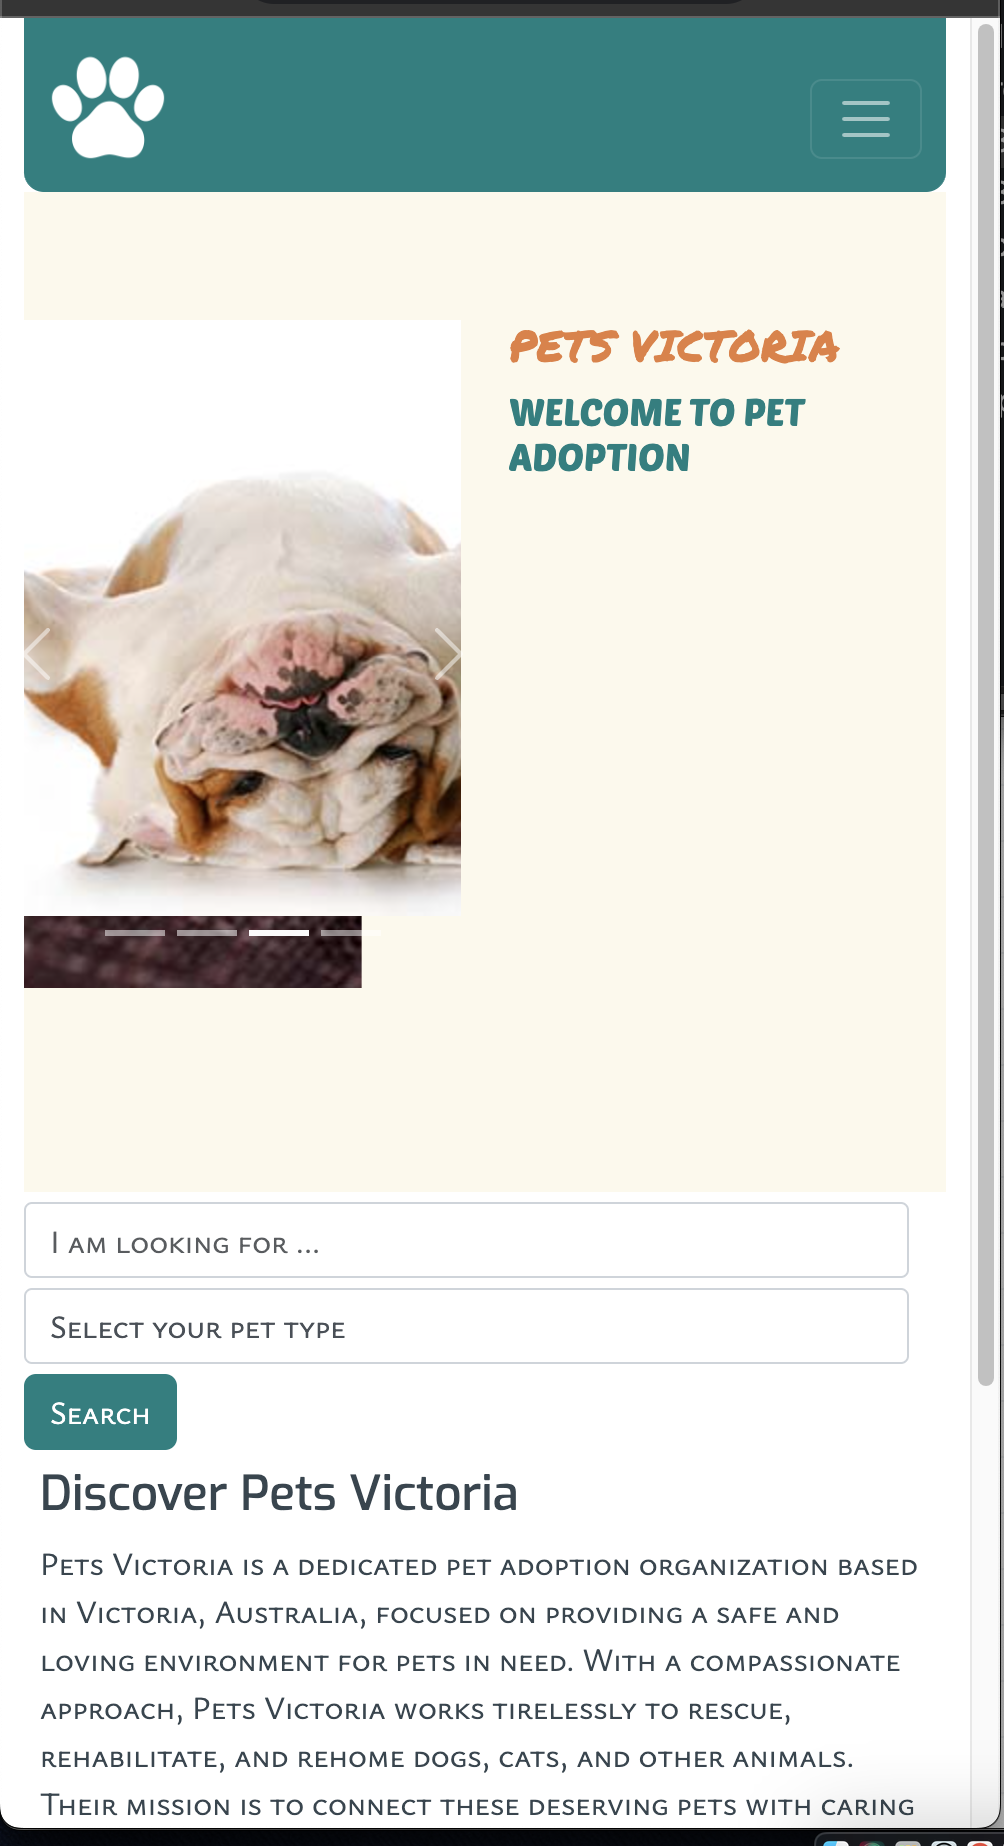 PETS VICTORIA
WELCOME TO PET
ADOPTION
I am looking for ...
Select your pet type
Search
Discover Pets Victoria
Pets Victoria is a dedicated pet adoption organization based
in Victoria, Australia, focused on providing a safe and
loving environment for pets in need. With a compassionate
approach, Pets Victoria works tirelessly to rescue,
rehabilitate, and rehome dogs, cats, and other animals.
Their mission is to connect these deserving pets with caring